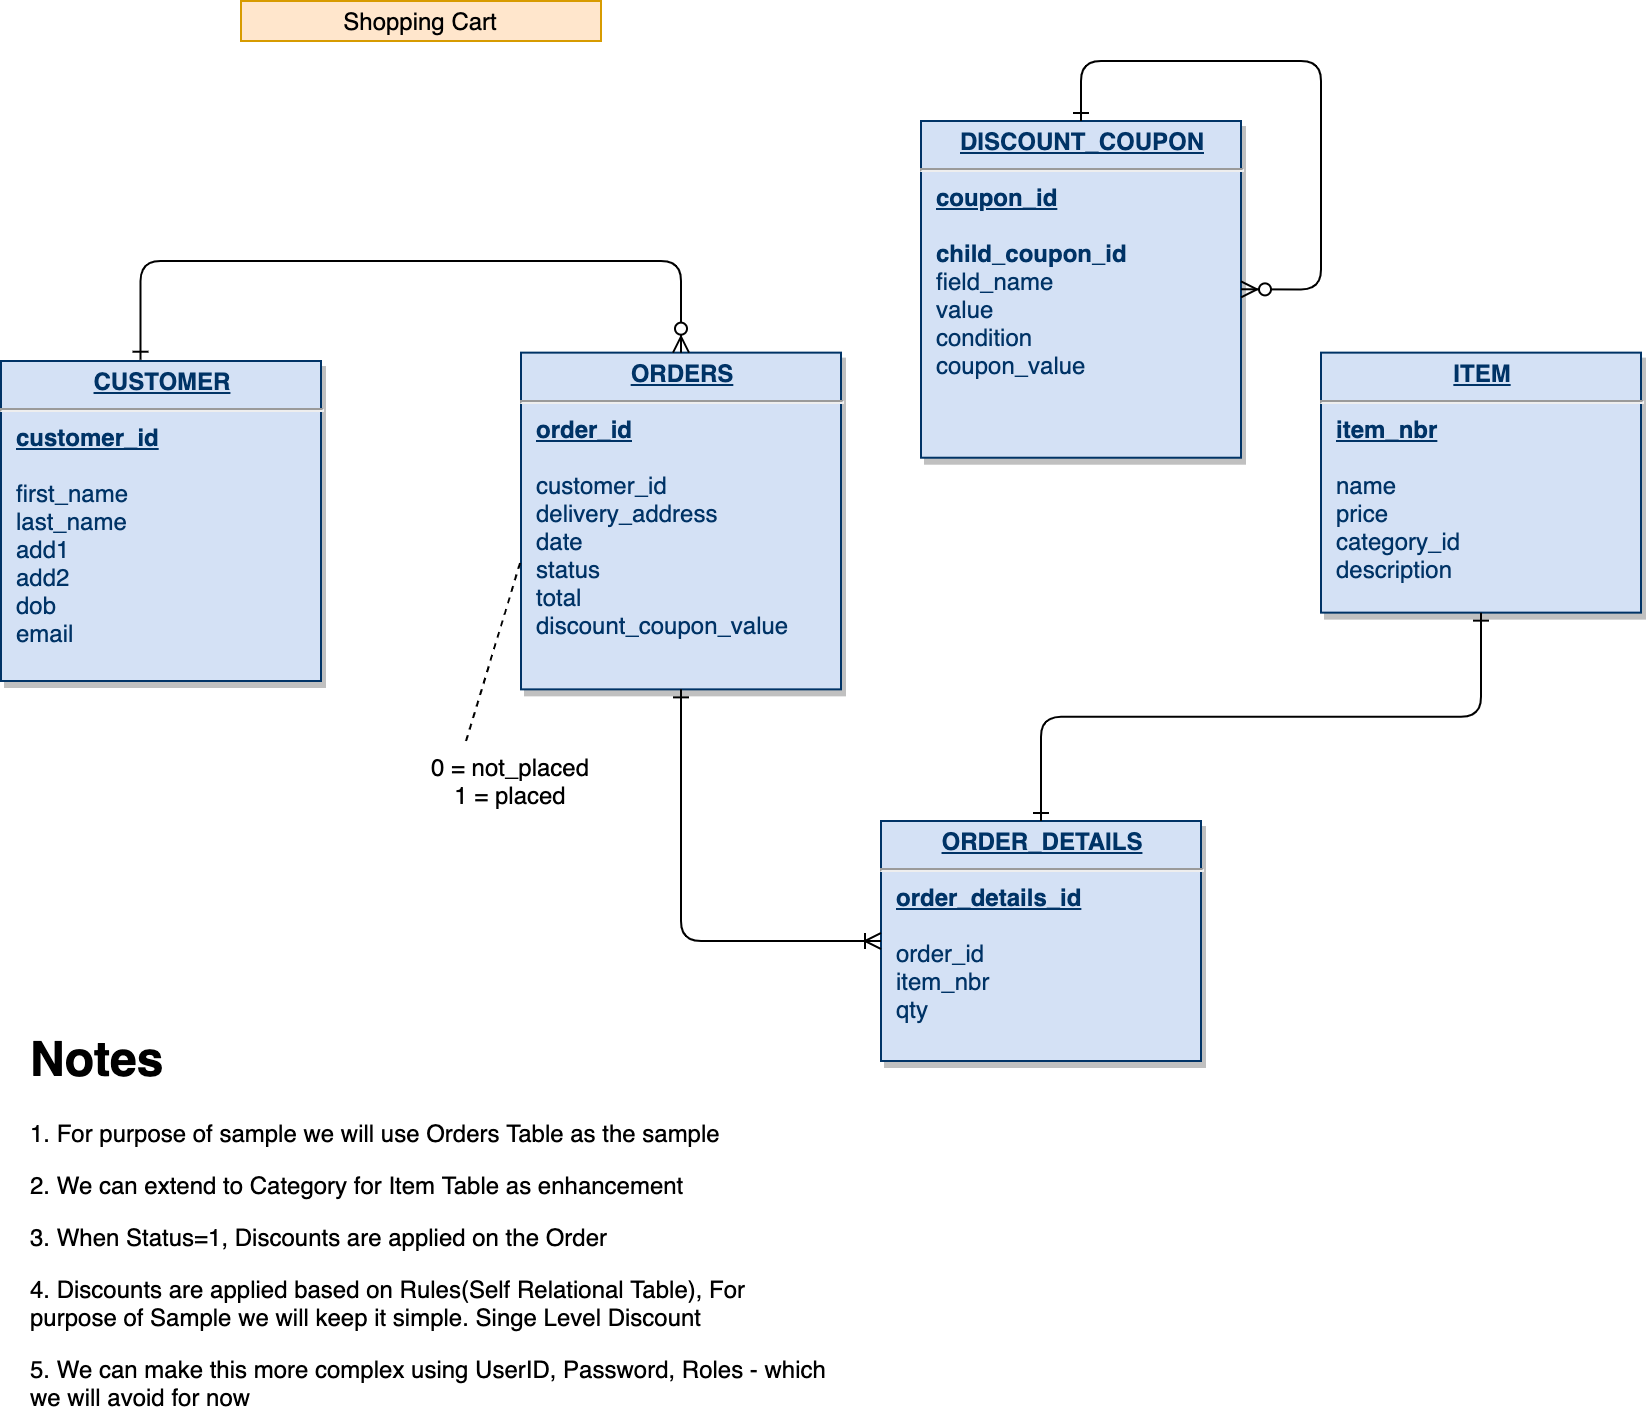 Shopping Cart
DISCOUNT_COUPON
coupon_id
child_coupon_id
field_name
value
condition
coupon_value
CUSTOMER
customer_id
first_name
last_name
add1
add2
dob
email
ORDERS
order_id
customer_id
delivery_address
date
status
total
discount_coupon_value
ITEM
item_nbr
name
price
category_id
description
0 = not_placed
1 = placed
ORDER_DETAILS
order_details_id
order_id
item_nbr
qty
Notes
1. For purpose of sample we will use Orders Table as the sample
2. We can extend to Category for Item Table as enhancement
3. When Status=1, Discounts are applied on the Order
4. Discounts are applied based on Rules(Self Relational Table), For
purpose of Sample we will keep it simple. Singe Level Discount
5. We can make this more complex using UserID, Password, Roles - which
we will avoid for now